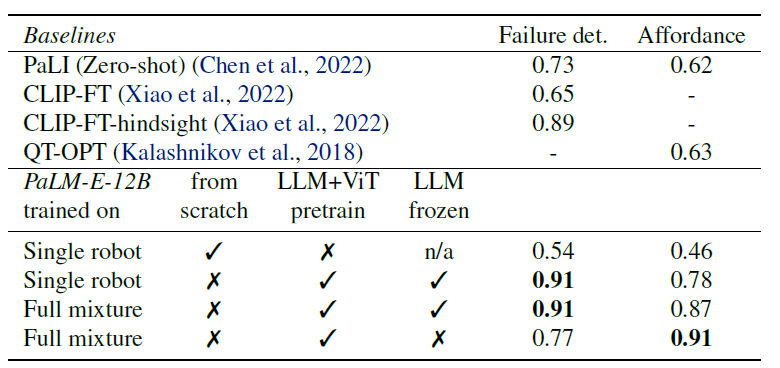 Baselines Failure det. Affordance
PaLI (Zero-shot) (Chen et al., 2022) 0.73 0.62
CLIP-FT (Xiao et al., 2022) 0.65 -
CLIP-FT-hindsight (Xiao et al., 2022) 0.89 -
QT-OPT (Kalashnikov et al., 2018) - 0.63
PaLM-E-12B from LLM+ViT LLM
trained on scratch pretrain frozen
Single robot ✓ ✗ n/a 0.54 0.46
Single robot ✗ ✓ ✓ 0.91 0.78
Full mixture ✗ ✓ ✓ 0.91 0.87
Full mixture ✗ ✓ ✗ 0.77 0.91